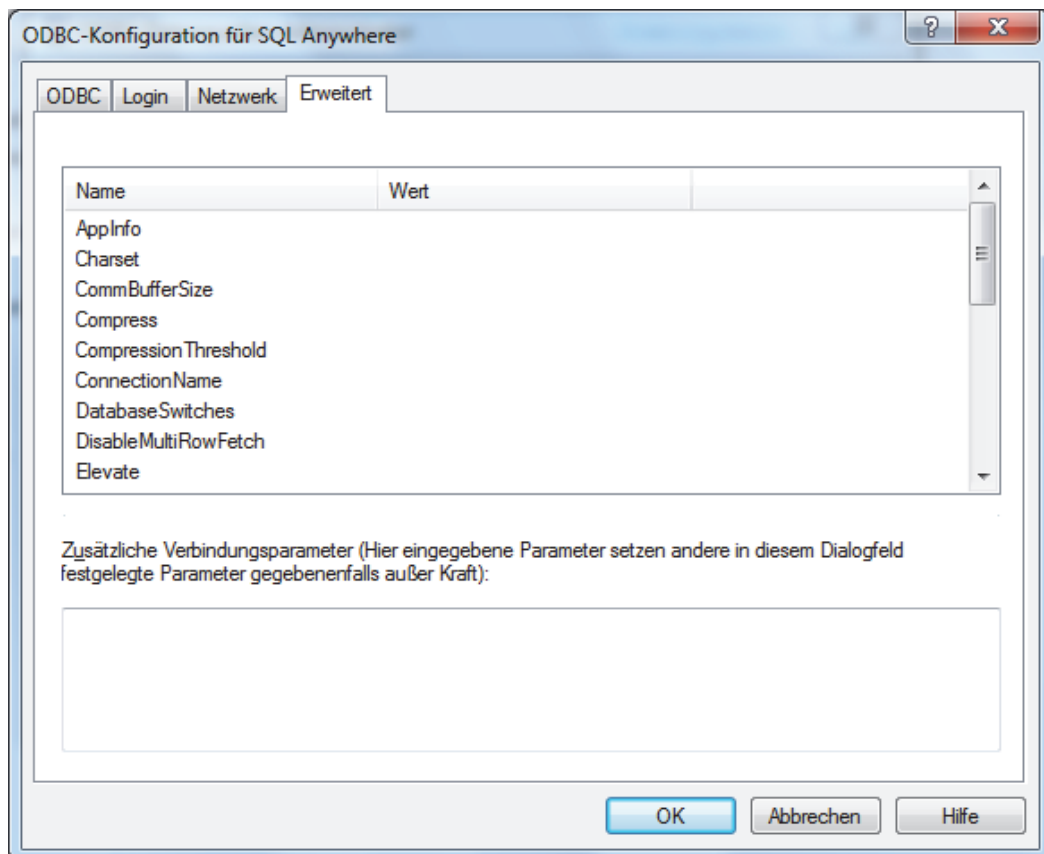 ODBC-Konfiguration für SQL Anywhere
ODBC Login Netzwerk Erweitert
Name Wert
AppInfo
Charset
CommBufferSize
Compress
CompressionThreshold
ConnectionName
DatabaseSwitches
DisableMultiRowFetch
Elevate
Zusätzliche Verbindungsparameter (Hier eingegebene Parameter setzen andere in diesem Dialogfeld
festgelegte Parameter gegebenenfalls außer Kraft):
OK Abbrechen Hilfe